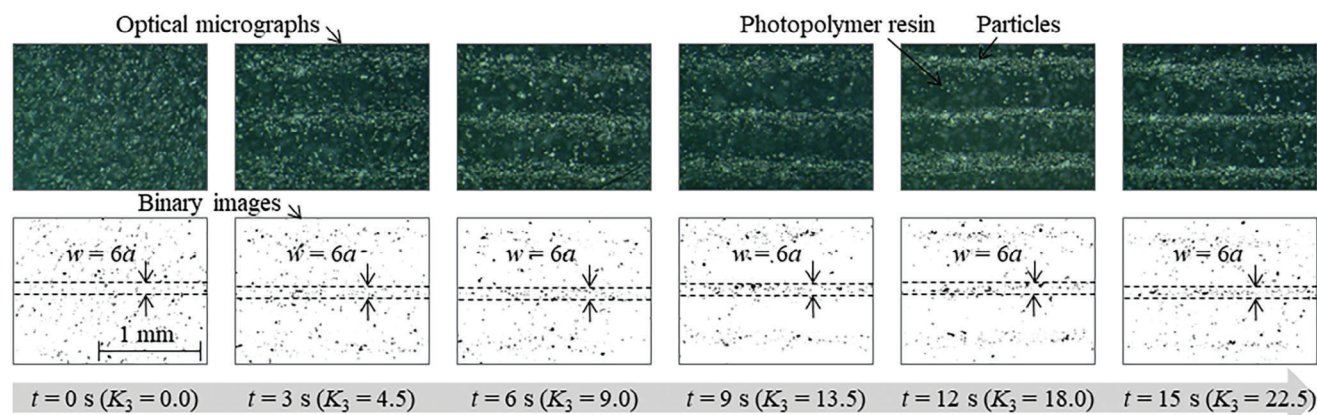 Optical micrographs
Photopolymer resin
Particles
Binary images
w = 6a
w = 6a
w = 6a
w = 6a
w = 6a
w = 6a
1 mm
t = 0 s (K3 = 0.0)
t = 3 s (K3 = 4.5)
t = 6 s (K3 = 9.0)
t = 9 s (K3 = 13.5)
t = 12 s (K3 = 18.0)
t = 15 s (K3 = 22.5)